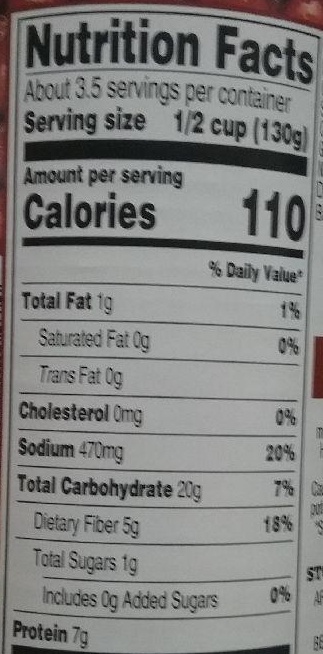 Nutrition Facts
About 3.5 servings per container
Serving size 1/2 cup (130g)
Amount per serving
Calories 110
% Daily Value*
Total Fat 1g 1%
Saturated Fat 0g 0%
Trans Fat 0g
Cholesterol 0mg 0%
Sodium 470mg 20%
Total Carbohydrate 20g 7%
Dietary Fiber 5g 18%
Total Sugars 1g
Includes 0g Added Sugars 0%
Protein 7g